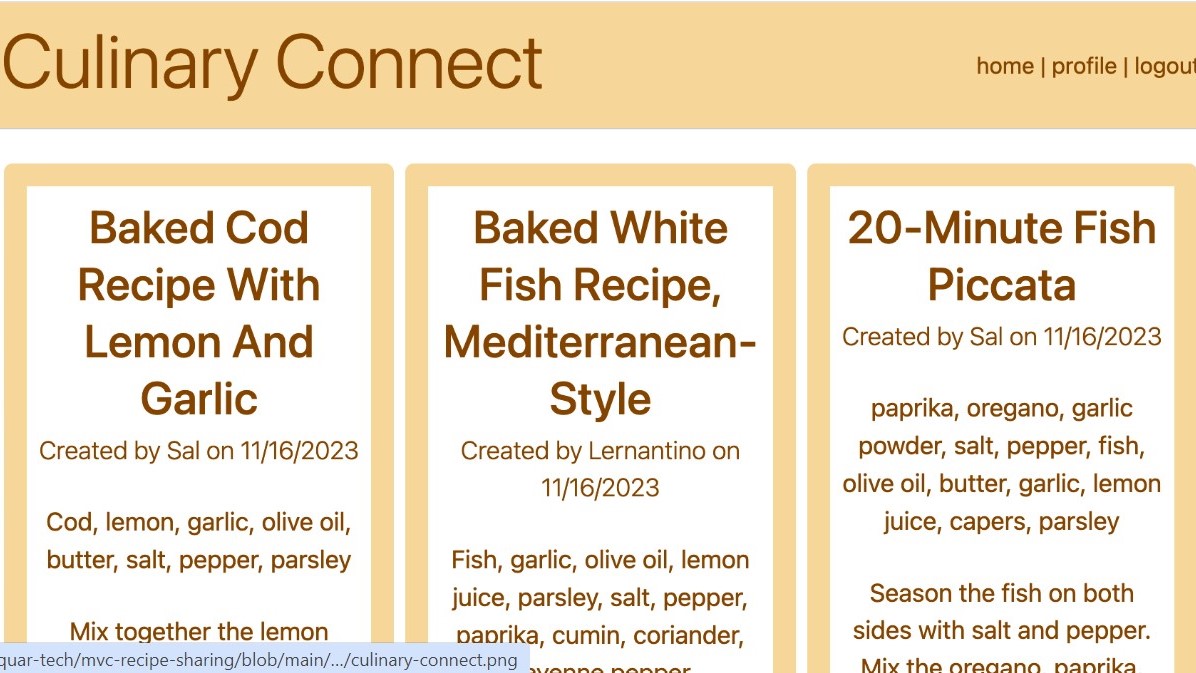 Culinary Connect
home | profile | logout
Baked Cod
Recipe With
Lemon And
Garlic
Created by Sal on 11/16/2023
Cod, lemon, garlic, olive oil,
butter, salt, pepper, parsley
Mix together the lemon
Baked White
Fish Recipe,
Mediterranean-
Style
Created by Lernantino on
11/16/2023
Fish, garlic, olive oil, lemon
juice, parsley, salt, pepper,
paprika, cumin, coriander,
pepper
20-Minute Fish
Piccata
Created by Sal on 11/16/2023
paprika, oregano, garlic
powder, salt, pepper, fish,
olive oil, butter, garlic, lemon
juice, capers, parsley
Season the fish on both
sides with salt and pepper.
Mix the oregano, paprika,
quar-tech/mvc-recipe-sharing/blob/main/.../culinary-connect.png